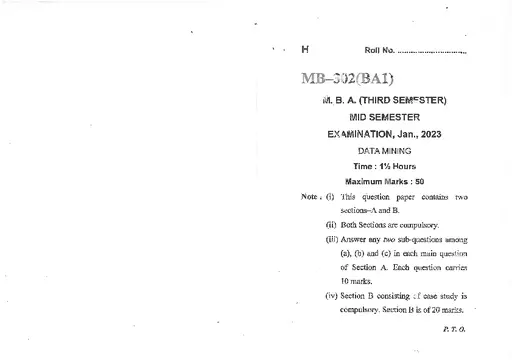 H Roll No. ..............................
MB–302(BA1)
M. B. A. (THIRD SEMESTER)
MID SEMESTER
EXAMINATION, Jan., 2023
DATA MINING
Time : 1½ Hours
Maximum Marks : 50
Note : (i) This question paper contains two
sections–A and B.
(ii) Both Sections are compulsory.
(iii) Answer any two sub-questions among
(a), (b) and (c) in each main question
of Section A. Each question carries
10 marks.
(iv) Section B consisting of case study is
compulsory. Section B is of 20 marks.
P. T. O.